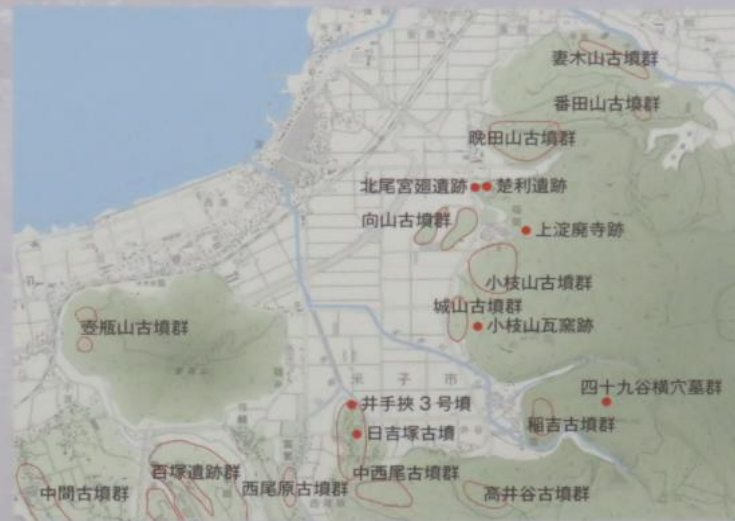 妻木山古墳群
番田山古墳群
晩田山古墳群
北尾宮廻遺跡
楚利遺跡
向山古墳群
上淀廃寺跡
小枝山古墳群
城山古墳群
小枝山瓦窯跡
壺瓶山古墳群
米子市
四十九谷横穴墓群
井手挾3号墳
稲吉古墳群
日吉塚古墳
中西尾古墳群
百塚遺跡群
西尾原古墳群
中間古墳群
高井谷古墳群